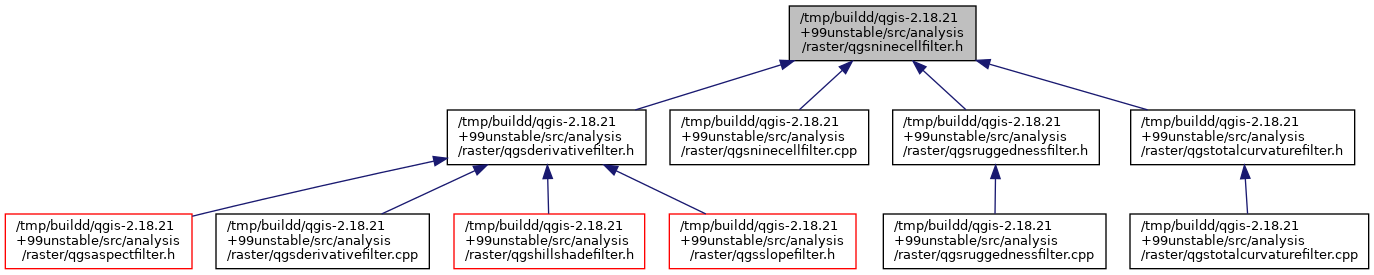 /tmp/buildd/qgis-2.18.21
+99unstable/src/analysis
/raster/qgsninecellfilter.h
/tmp/buildd/qgis-2.18.21
+99unstable/src/analysis
/raster/qgsderivativefilter.h
/tmp/buildd/qgis-2.18.21
+99unstable/src/analysis
/raster/qgsninecellfilter.cpp
/tmp/buildd/qgis-2.18.21
+99unstable/src/analysis
/raster/qgsruggednessfilter.h
/tmp/buildd/qgis-2.18.21
+99unstable/src/analysis
/raster/qgstotalcurvaturefilter.h
/tmp/buildd/qgis-2.18.21
+99unstable/src/analysis
/raster/qgsaspectfilter.h
/tmp/buildd/qgis-2.18.21
+99unstable/src/analysis
/raster/qgsderivativefilter.cpp
/tmp/buildd/qgis-2.18.21
+99unstable/src/analysis
/raster/qgshillshadefilter.h
/tmp/buildd/qgis-2.18.21
+99unstable/src/analysis
/raster/qgsslopefilter.h
/tmp/buildd/qgis-2.18.21
+99unstable/src/analysis
/raster/qgsruggednessfilter.cpp
/tmp/buildd/qgis-2.18.21
+99unstable/src/analysis
/raster/qgstotalcurvaturefilter.cpp